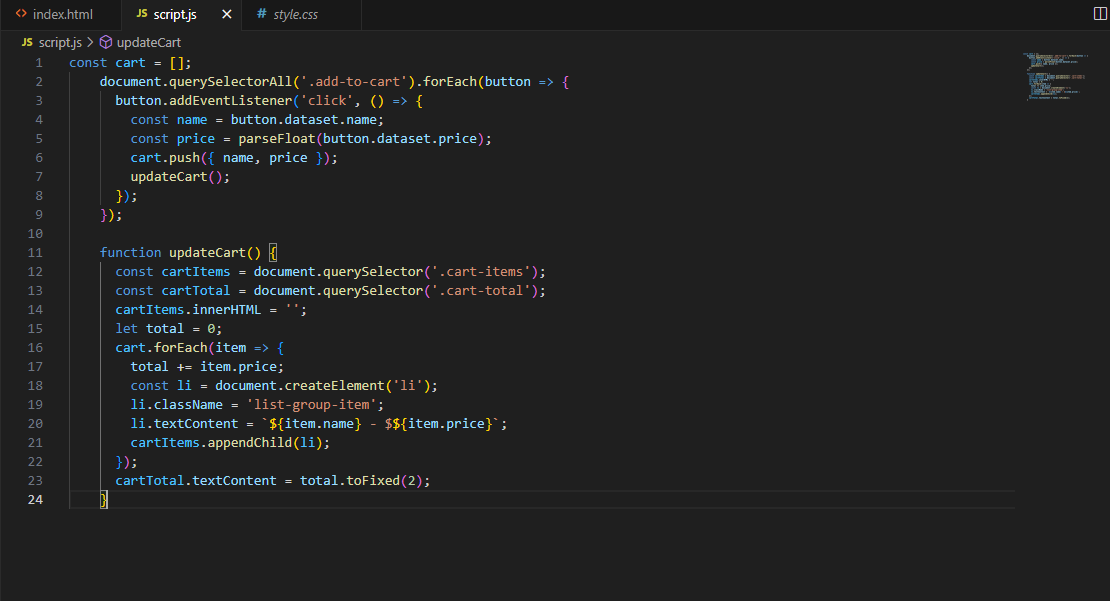 <> index.html JS script.js × # style.css
JS script.js > updateCart
1 const cart = [];
2     document.querySelectorAll('.add-to-cart').forEach(button => {
3       button.addEventListener('click', () => {
4         const name = button.dataset.name;
5         const price = parseFloat(button.dataset.price);
6         cart.push({ name, price });
7         updateCart();
8       });
9     });
10
11     function updateCart() {
12       const cartItems = document.querySelector('.cart-items');
13       const cartTotal = document.querySelector('.cart-total');
14       cartItems.innerHTML = '';
15       let total = 0;
16       cart.forEach(item => {
17         total += item.price;
18         const li = document.createElement('li');
19         li.className = 'list-group-item';
20         li.textContent = `${item.name} - $${item.price}`;
21         cartItems.appendChild(li);
22       });
23       cartTotal.textContent = total.toFixed(2);
24     }